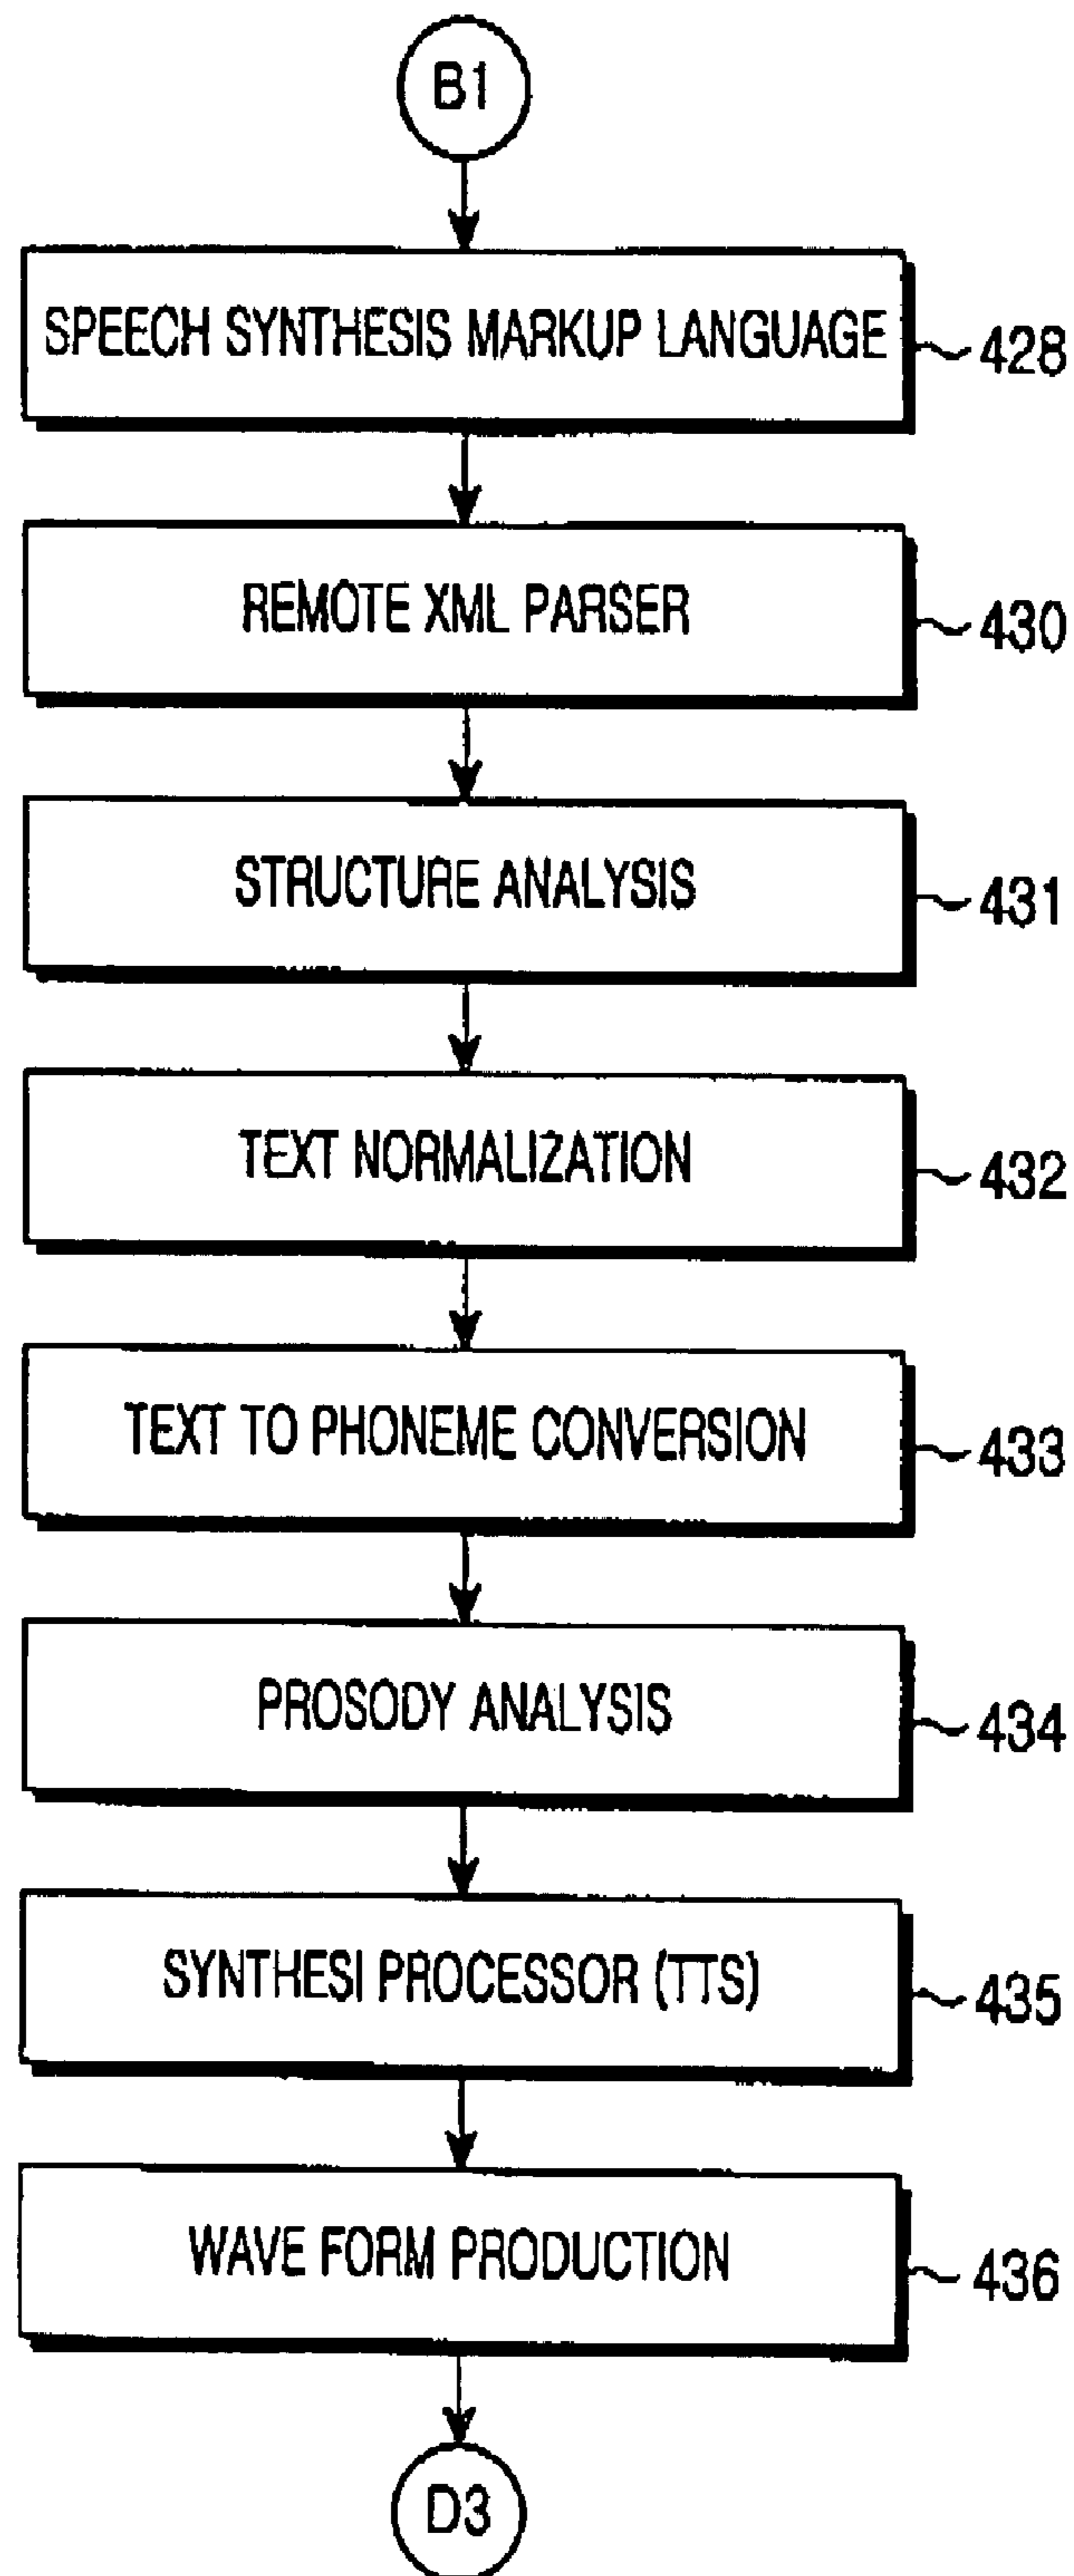 B1
SPEECH SYNTHESIS MARKUP LANGUAGE
428
REMOTE XML PARSER
430
STRUCTURE ANALYSIS
431
TEXT NORMALIZATION
432
TEXT TO PHONEME CONVERSION
433
PROSODY ANALYSIS
434
SYNTHESI PROCESSOR (TTS)
435
WAVE FORM PRODUCTION
436
D3